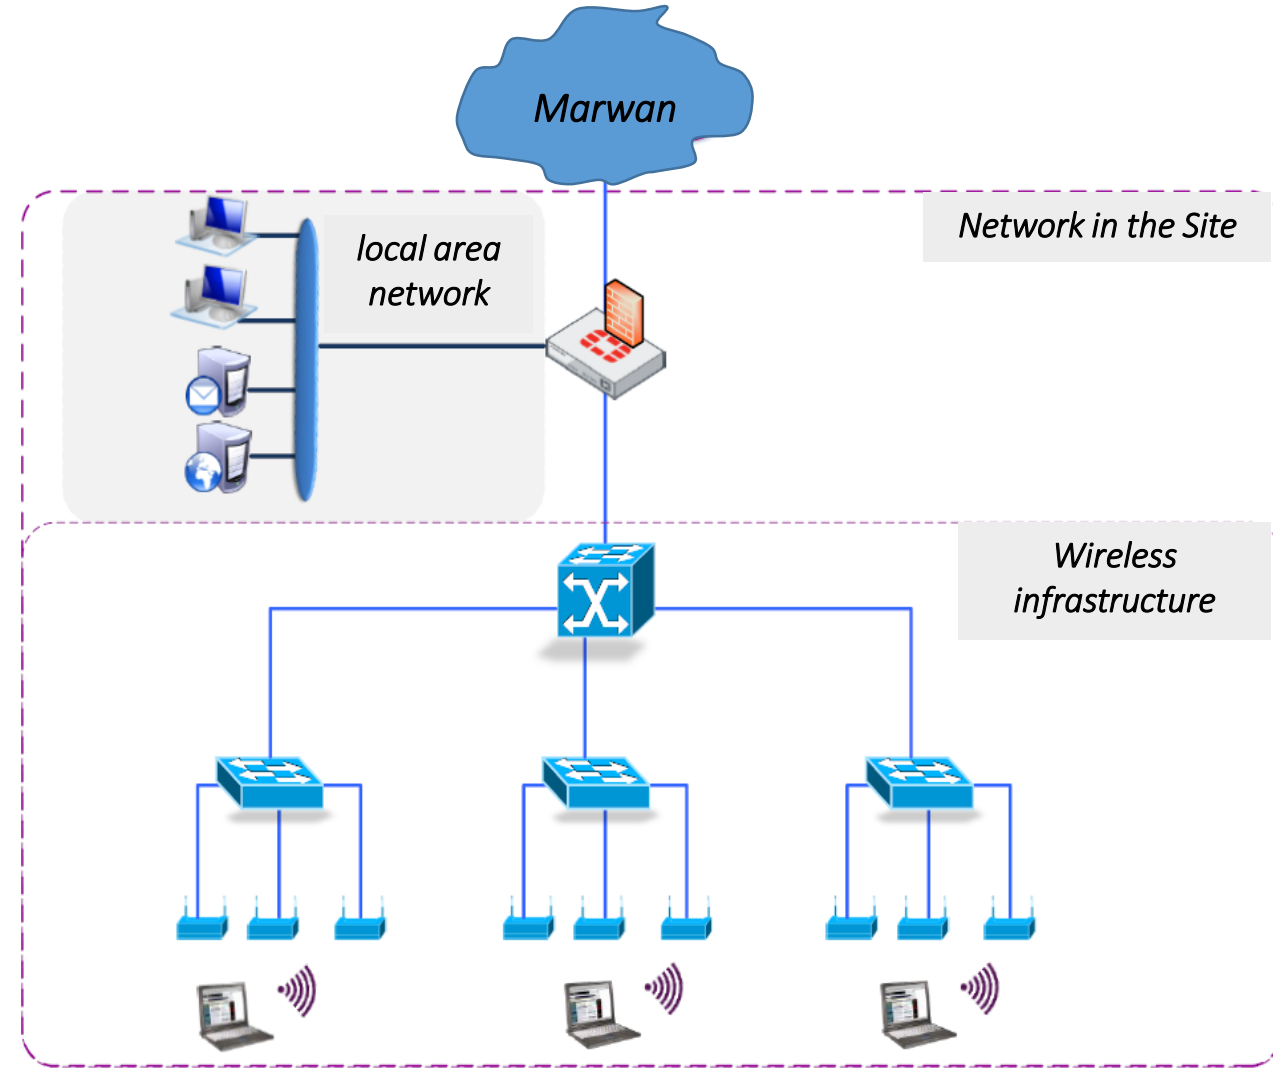 Marwan
Network in the Site
local area
network
Wireless
infrastructure